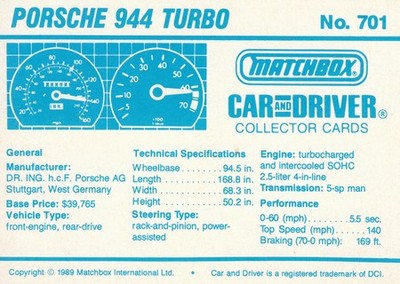 PORSCHE 944 TURBO
No. 701
MATCHBOX
CAR AND DRIVER®
COLLECTOR CARDS
General
Manufacturer:
DR. ING. h.c.F. Porsche AG
Stuttgart, West Germany
Base Price: $39,765
Vehicle Type:
front-engine, rear-drive
Technical Specifications
Wheelbase 94.5 in.
Length 168.8 in.
Width 68.3 in.
Height 50.2 in.
Steering Type:
rack-and-pinion, power-
assisted
Engine: turbocharged
and intercooled SOHC
2.5-liter 4-in-line
Transmission: 5-sp man
Performance
0-60 (mph) 5.5 sec.
Top Speed (mph) 140
Braking (70-0 mph): 169 ft.
Copyright © 1989 Matchbox International Ltd. • Car and Driver is a registered trademark of DCI.